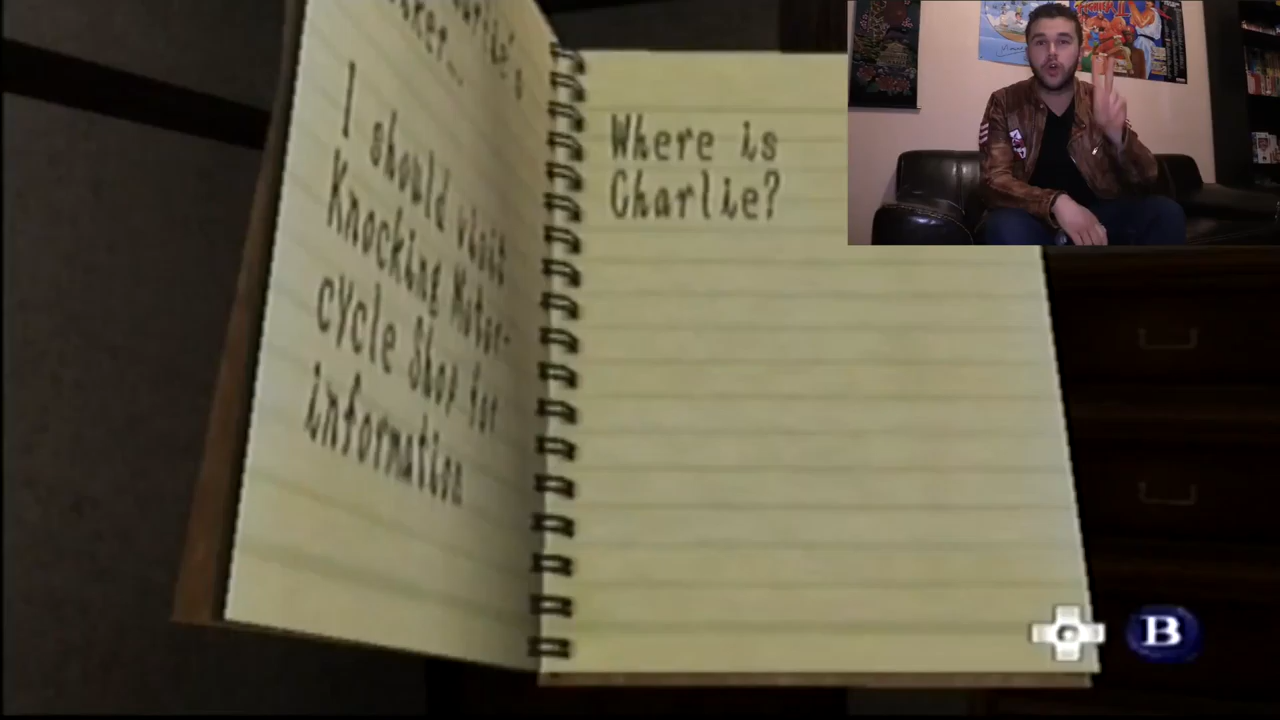 I should visit
Knocking Motor-
cycle Shop for
information
Where is
Charlie?
B